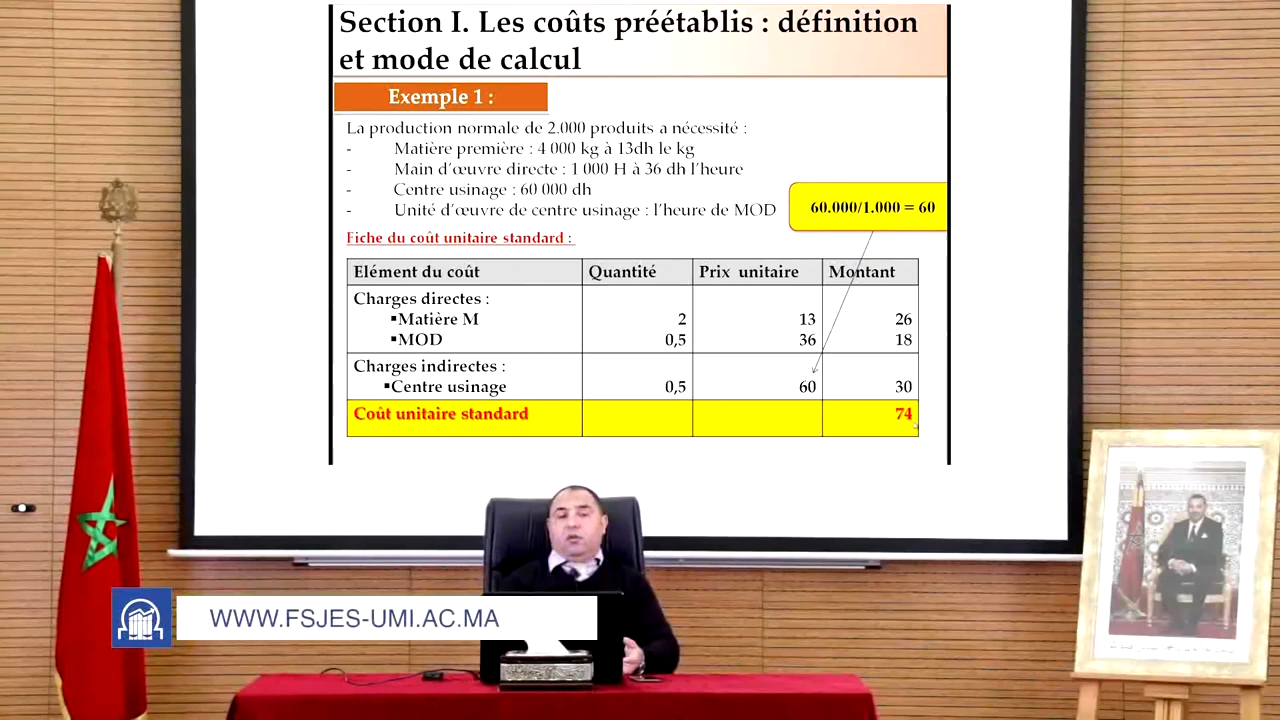 Section I. Les coûts préétablis : définition
et mode de calcul
Exemple 1 :
La production normale de 2.000 produits a nécessité :
- Matière première : 4 000 kg à 13dh le kg
- Main d’œuvre directe : 1 000 H à 36 dh l’heure
- Centre usinage : 60 000 dh
- Unité d’œuvre de centre usinage : l’heure de MOD
60.000/1.000 = 60
Fiche du coût unitaire standard :
Elément du coût Quantité Prix unitaire Montant
Charges directes :
▪Matière M 2 13 26
▪MOD 0,5 36 18
Charges indirectes :
▪Centre usinage 0,5 60 30
Coût unitaire standard 74
WWW.FSJES-UMI.AC.MA